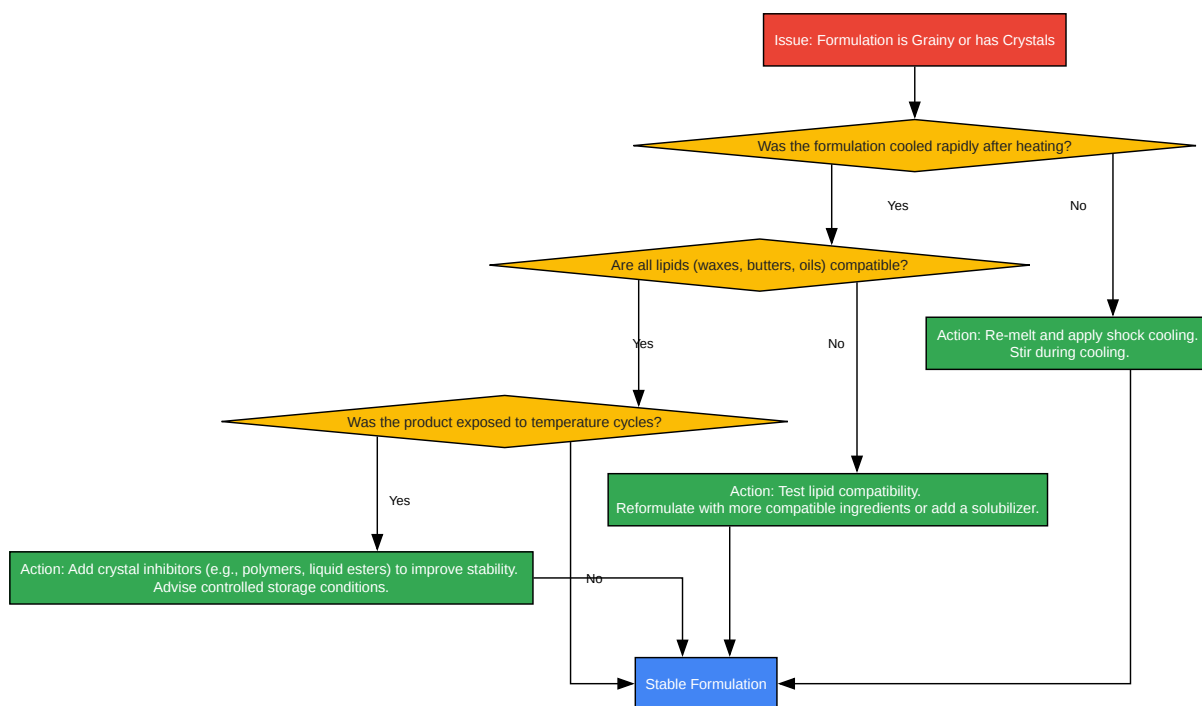 Issue: Formulation is Grainy or has Crystals
Was the formulation cooled rapidly after heating?
Yes
No
Are all lipids (waxes, butters, oils) compatible?
Yes
No
Action: Re-melt and apply shock cooling.
Stir during cooling.
Was the product exposed to temperature cycles?
Yes
No
Action: Test lipid compatibility.
Reformulate with more compatible ingredients or add a solubilizer.
Action: Add crystal inhibitors (e.g., polymers, liquid esters) to improve stability.
Advise controlled storage conditions.
Stable Formulation